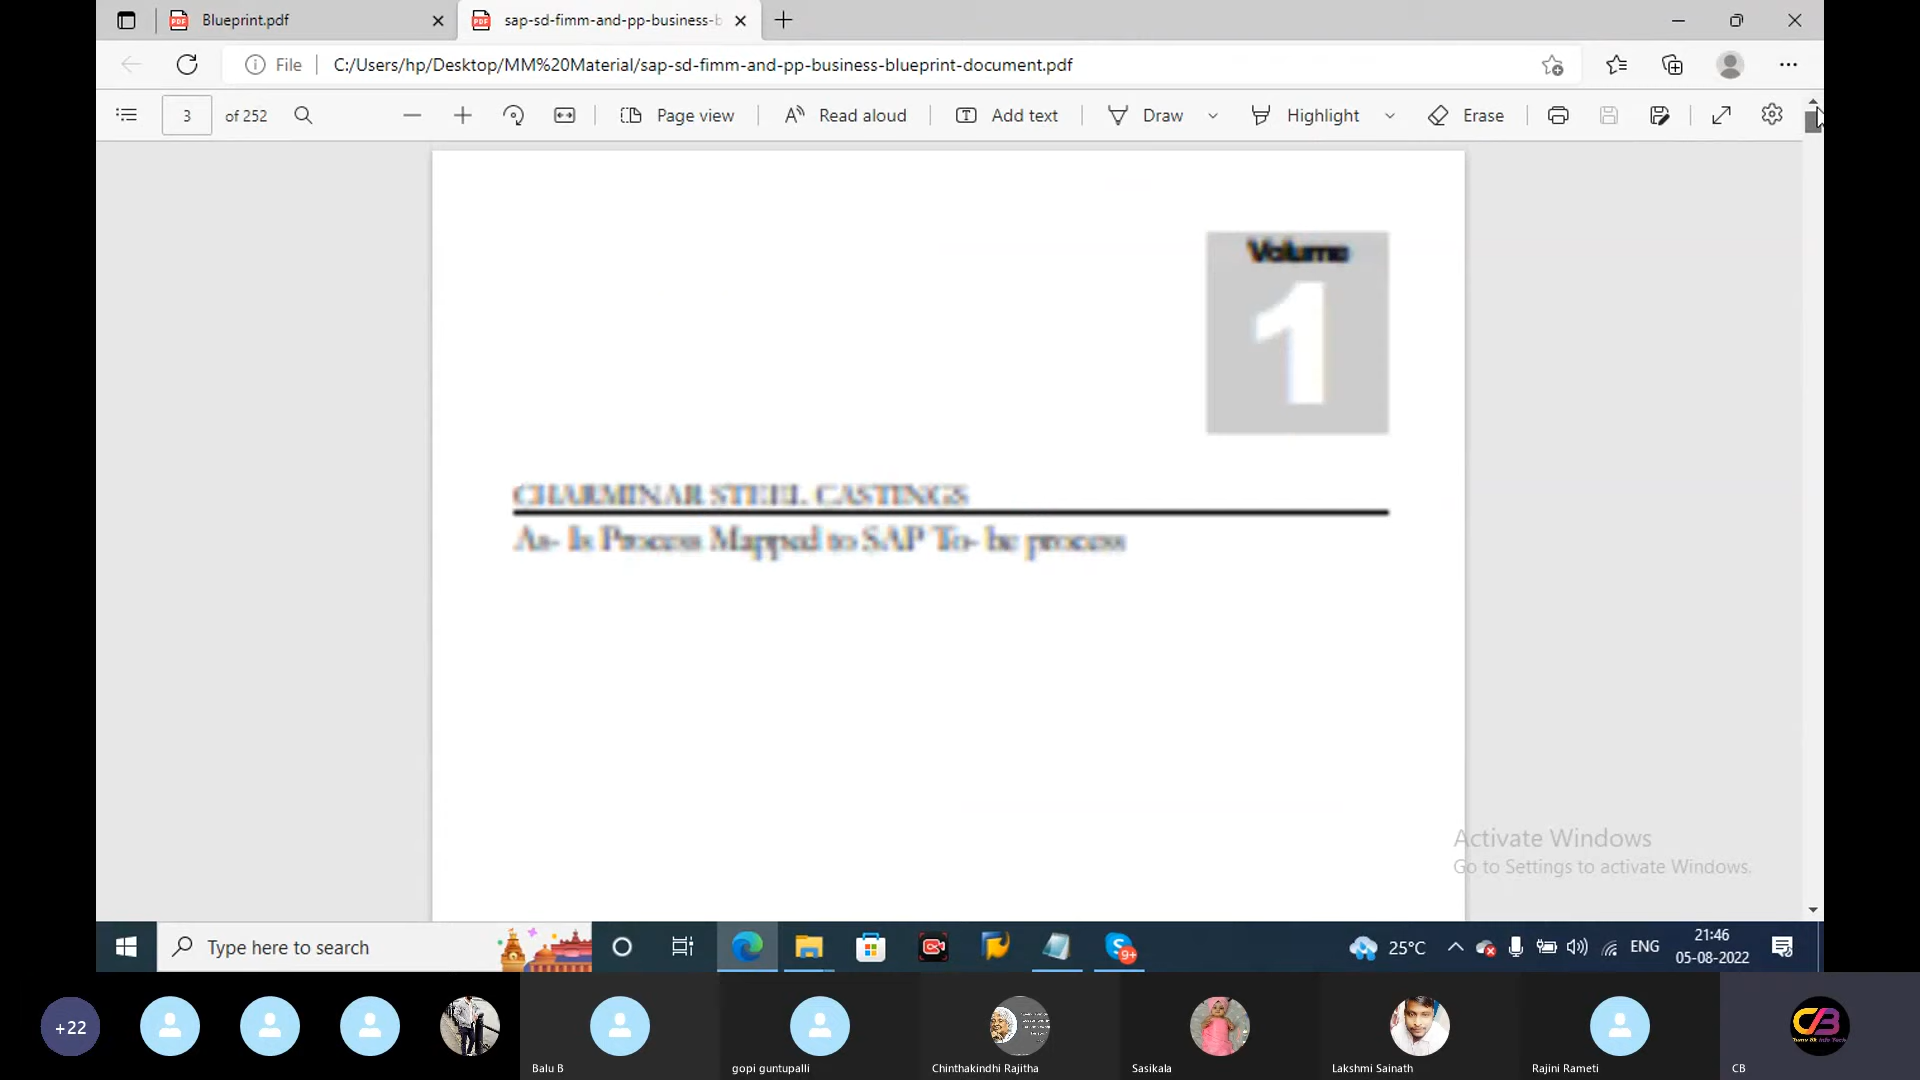 Blueprint.pdf
sap-sd-fimm-and-pp-business-b
File
C:/Users/hp/Desktop/MM%20Material/sap-sd-fimm-and-pp-business-blueprint-document.pdf
3 of 252
Page view
Read aloud
Add text
Draw
Highlight
Erase
Volume
1
CHARMINAR STEEL CASTINGS
As- Is Process Mapped to SAP To- be process
Activate Windows
Go to Settings to activate Windows.
Type here to search
9+
25°C
ENG
21:46
05-08-2022
+22
Balu B
gopi guntupalli
Chinthakindhi Rajitha
Sasikala
Lakshmi Sainath
Rajini Rameti
CB